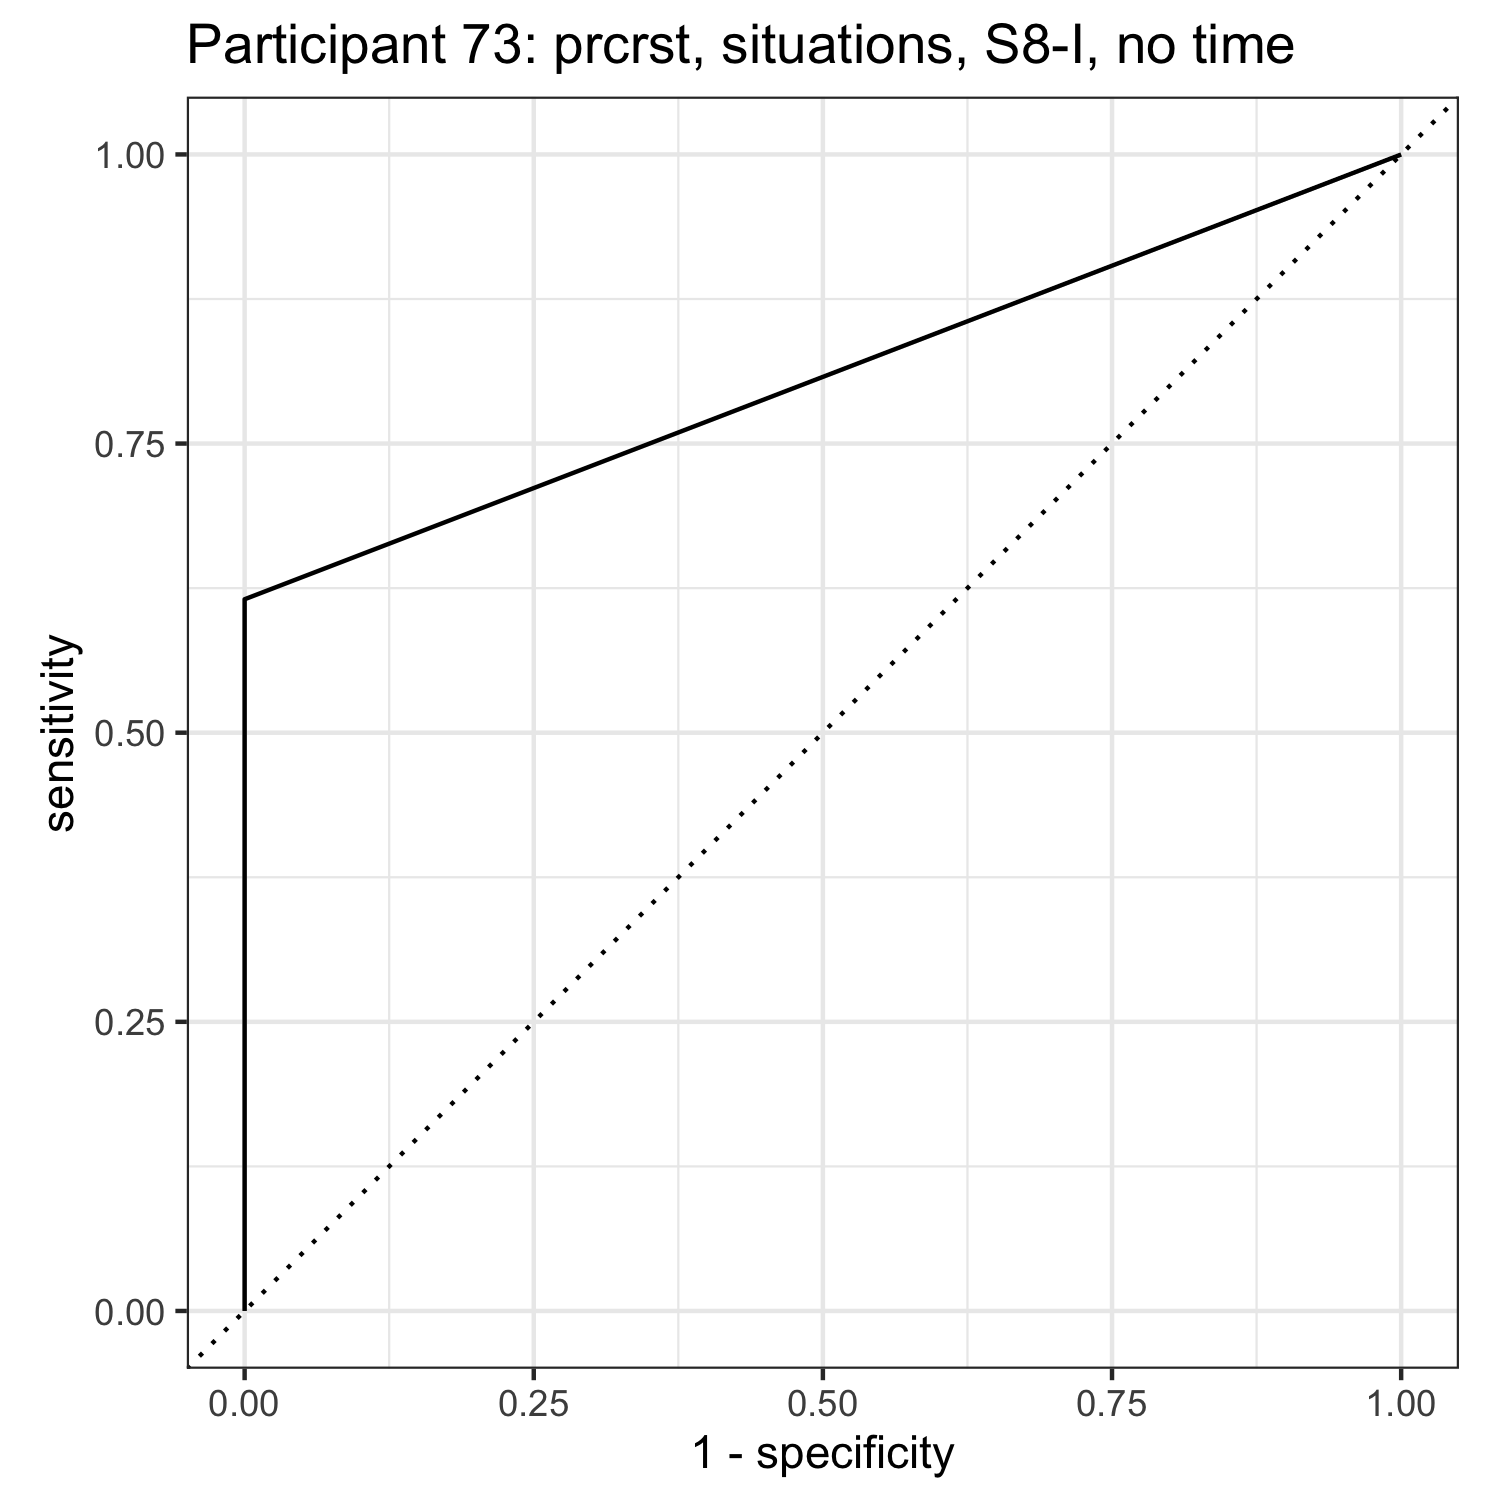 Participant 73: prcrst, situations, S8-I, no time
sensitivity
1.00
0.75
0.50
0.25
0.00
0.00 0.25 0.50 0.75 1.00
1 - specificity